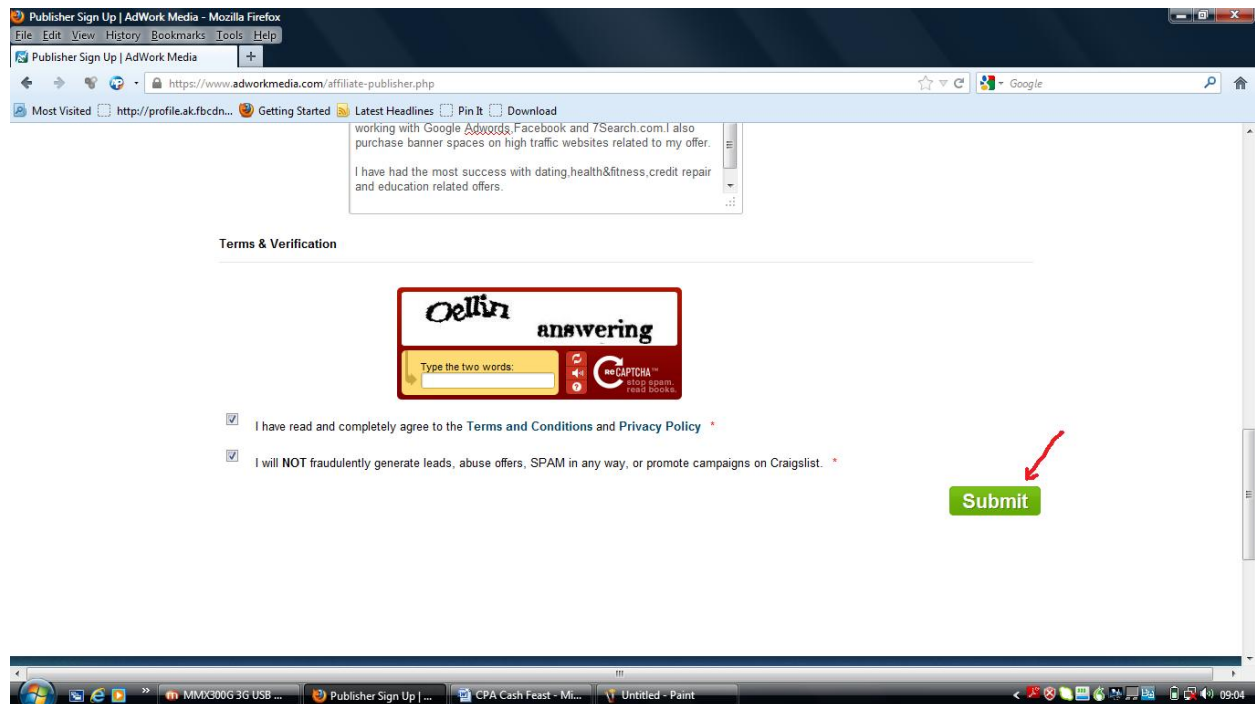 Publisher Sign Up | AdWork Media - Mozilla Firefox
File Edit View History Bookmarks Tools Help
Publisher Sign Up | AdWork Media +
https://www.adworkmedia.com/affiliate-publisher.php Google
Most Visited http://profile.ak.fbcdn... Getting Started Latest Headlines Pin It Download
working with Google Adwords,Facebook and 7Search.com.I also
purchase banner spaces on high traffic websites related to my offer.
I have had the most success with dating,health&fitness,credit repair
and education related offers.
Terms & Verification
Oellin answering
Type the two words:
reCAPTCHA™
stop spam.
read books.
I have read and completely agree to the Terms and Conditions and Privacy Policy *
I will NOT fraudulently generate leads, abuse offers, SPAM in any way, or promote campaigns on Craigslist. *
Submit
MMX300G 3G USB ... Publisher Sign Up | ... CPA Cash Feast - Mi... Untitled - Paint 09:04